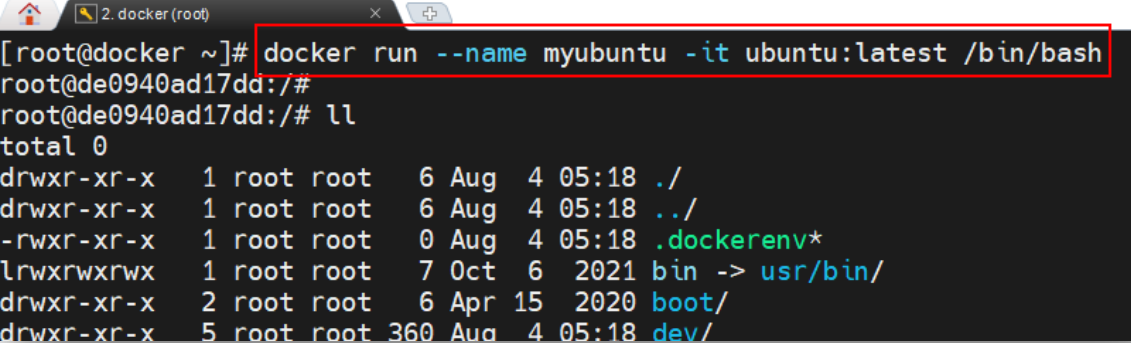 2. docker (root)
[root@docker ~]# docker run --name myubuntu -it ubuntu:latest /bin/bash
root@de0940ad17dd:/#
root@de0940ad17dd:/# ll
total 0
drwxr-xr-x   1 root root   6 Aug  4 05:18 ./
drwxr-xr-x   1 root root   6 Aug  4 05:18 ../
-rwxr-xr-x   1 root root   0 Aug  4 05:18 .dockerenv*
lrwxrwxrwx   1 root root   7 Oct  6  2021 bin -> usr/bin/
drwxr-xr-x   2 root root   6 Apr 15  2020 boot/
drwxr-xr-x   5 root root 360 Aug  4 05:18 dev/